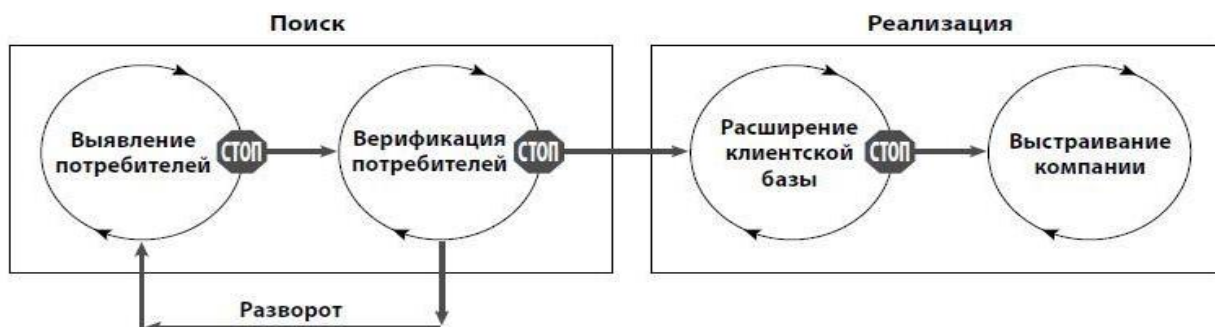 Поиск
Реализация
Выявление
потребителей
СТОП
Верификация
потребителей
СТОП
Расширение
клиентской
базы
СТОП
Выстраивание
компании
Разворот